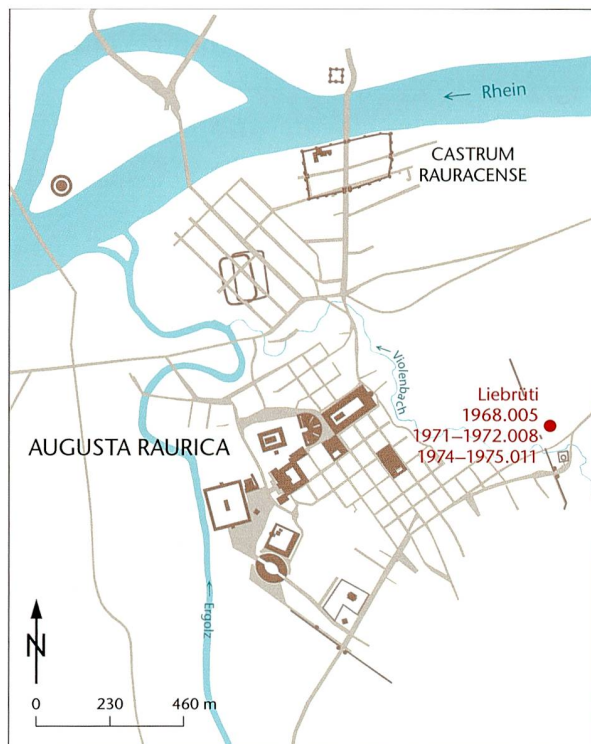 Rhein
CASTRUM
RAURACENSE
Violenbach
Liebrüti
1968.005
1971–1972.008
1974–1975.011
AUGUSTA RAURICA
Ergolz
N
0 230 460 m